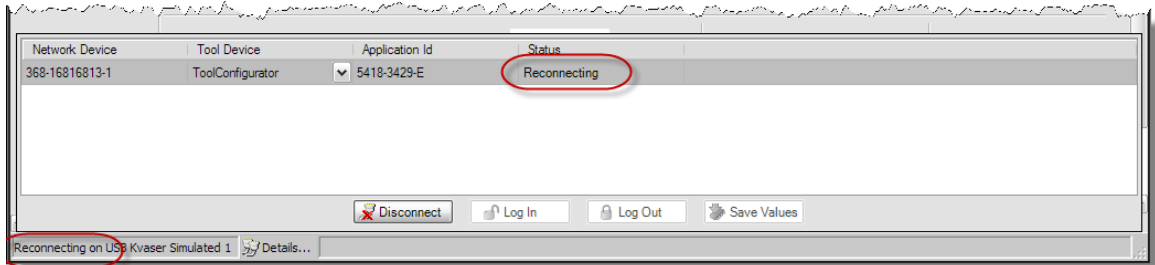 Network Device Tool Device Application Id Status
368-16816813-1 ToolConfigurator 5418-3429-E Reconnecting
Disconnect Log In Log Out Save Values
Reconnecting on USB Kvaser Simulated 1 Details...